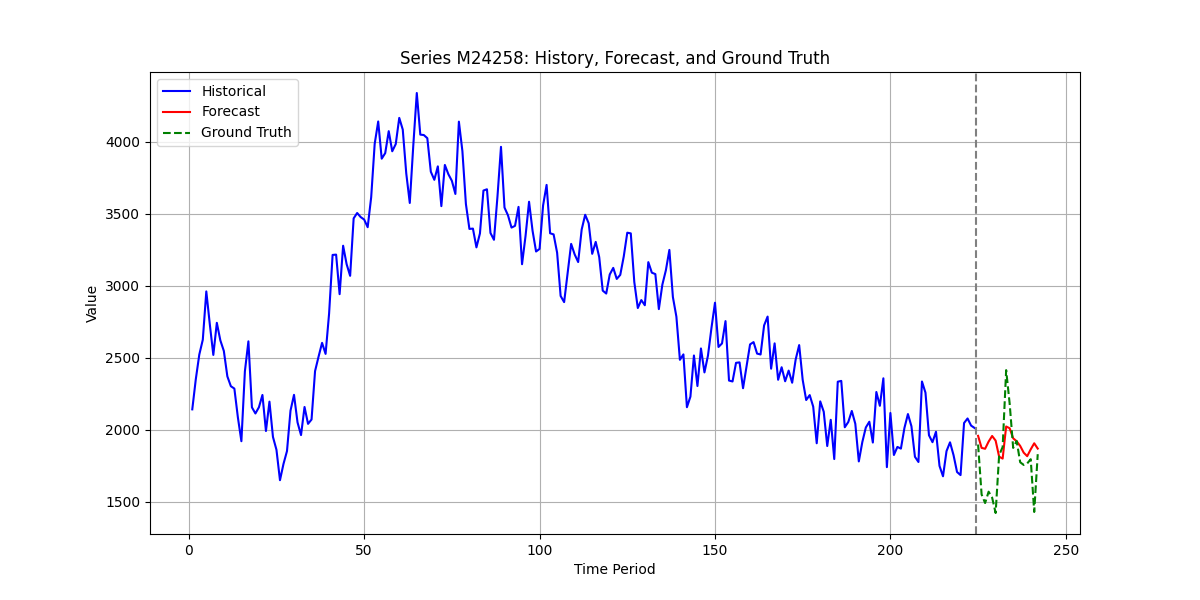 Series M24258: History, Forecast, and Ground Truth
Historical
Forecast
Ground Truth
4000
3500
3000
2500
2000
1500
Value
0 50 100 150 200 250
Time Period